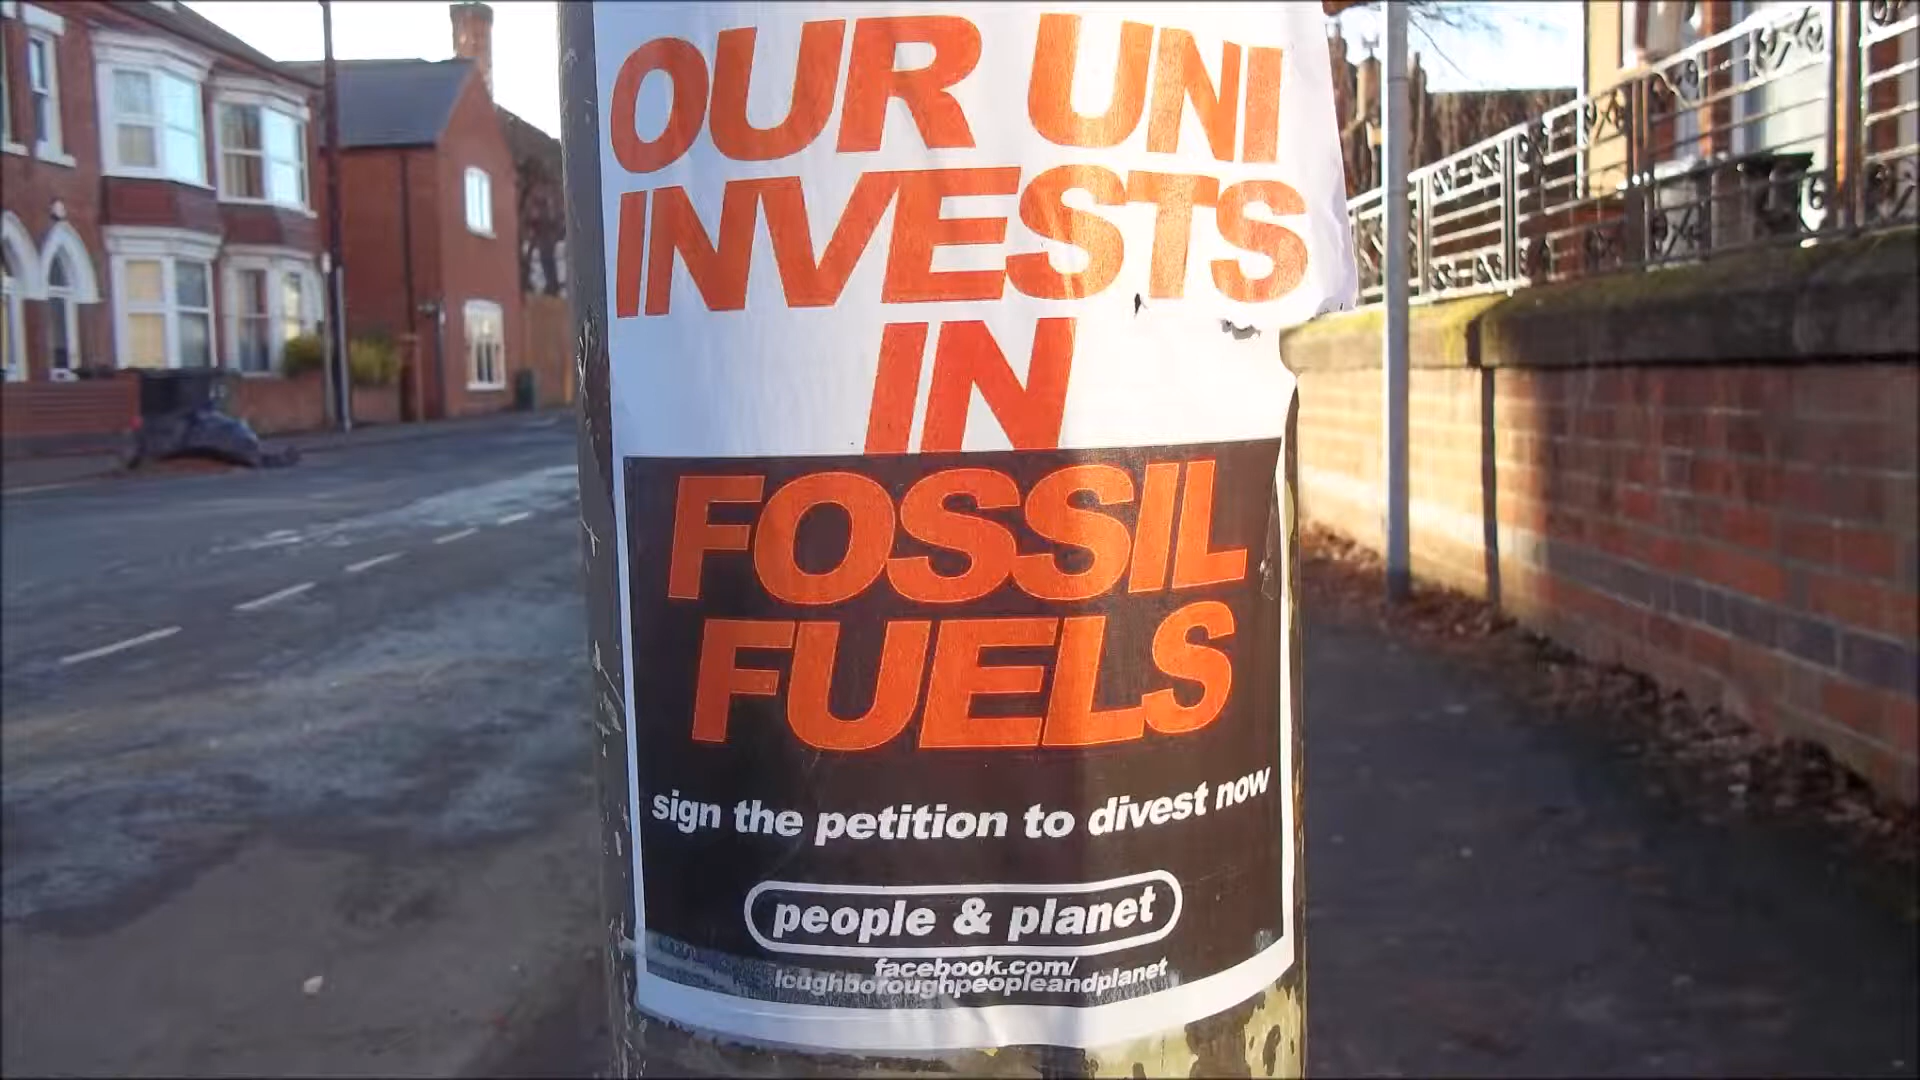 OUR UNI
INVESTS
IN
FOSSIL
FUELS
sign the petition to divest now
people & planet
facebook.com/
loughboroughpeopleandplanet